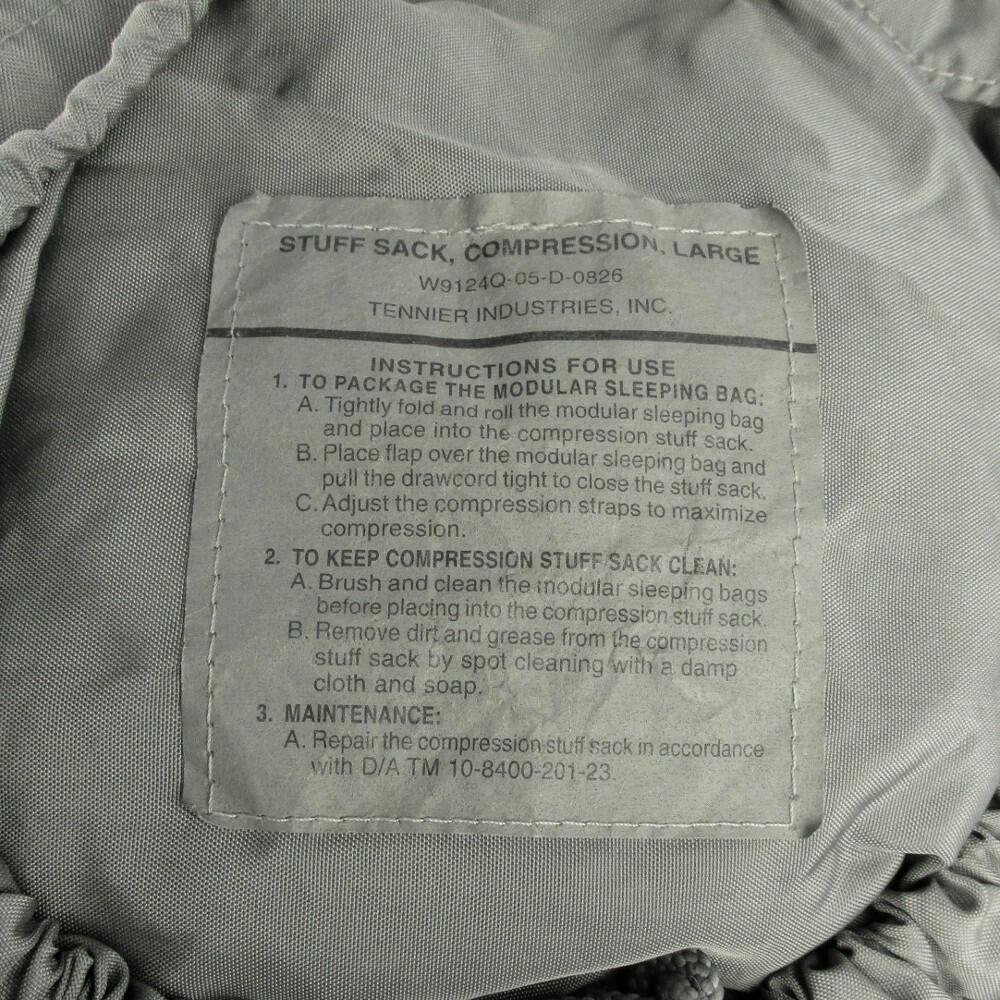 STUFF SACK, COMPRESSION, LARGE
W9124Q-05-D-0826
TENNIER INDUSTRIES, INC.
INSTRUCTIONS FOR USE
1. TO PACKAGE THE MODULAR SLEEPING BAG:
A. Tightly fold and roll the modular sleeping bag
and place into the compression stuff sack.
B. Place flap over the modular sleeping bag and
pull the drawcord tight to close the stuff sack.
C. Adjust the compression straps to maximize
compression.
2. TO KEEP COMPRESSION STUFF SACK CLEAN:
A. Brush and clean the modular sleeping bags
before placing into the compression stuff sack.
B. Remove dirt and grease from the compression
stuff sack by spot cleaning with a damp
cloth and soap.
3. MAINTENANCE:
A. Repair the compression stuff sack in accordance
with D/A TM 10-8400-201-23.